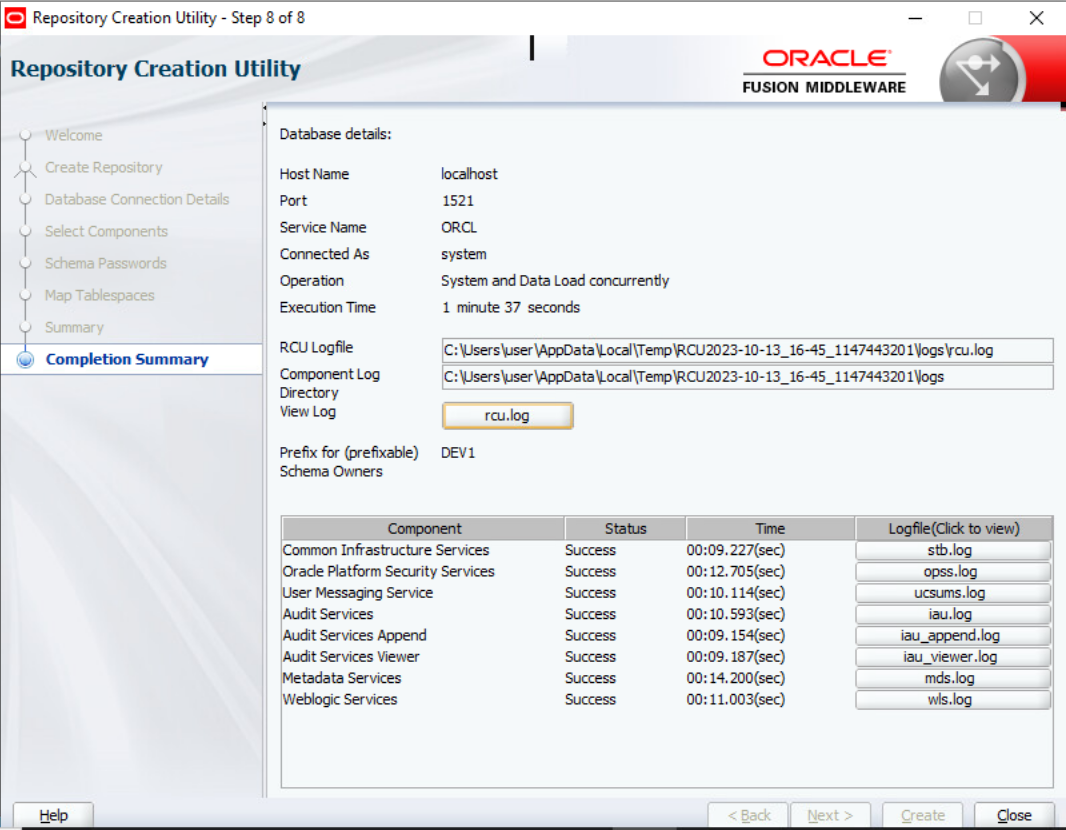 Repository Creation Utility - Step 8 of 8
Repository Creation Utility
ORACLE
FUSION MIDDLEWARE
Welcome
Create Repository
Database Connection Details
Select Components
Schema Passwords
Map Tablespaces
Summary
Completion Summary
Database details:
Host Name localhost
Port 1521
Service Name ORCL
Connected As system
Operation System and Data Load concurrently
Execution Time 1 minute 37 seconds
RCU Logfile C:\Users\user\AppData\Local\Temp\RCU2023-10-13_16-45_1147443201\logs\rcu.log
Component Log C:\Users\user\AppData\Local\Temp\RCU2023-10-13_16-45_1147443201\logs
Directory
View Log rcu.log
Prefix for (prefixable) DEV1
Schema Owners
Component Status Time Logfile(Click to view)
Common Infrastructure Services Success 00:09.227(sec) stb.log
Oracle Platform Security Services Success 00:12.705(sec) opss.log
User Messaging Service Success 00:10.114(sec) ucsums.log
Audit Services Success 00:10.593(sec) iau.log
Audit Services Append Success 00:09.154(sec) iau_append.log
Audit Services Viewer Success 00:09.187(sec) iau_viewer.log
Metadata Services Success 00:14.200(sec) mds.log
Weblogic Services Success 00:11.003(sec) wls.log
Help < Back Next > Create Close